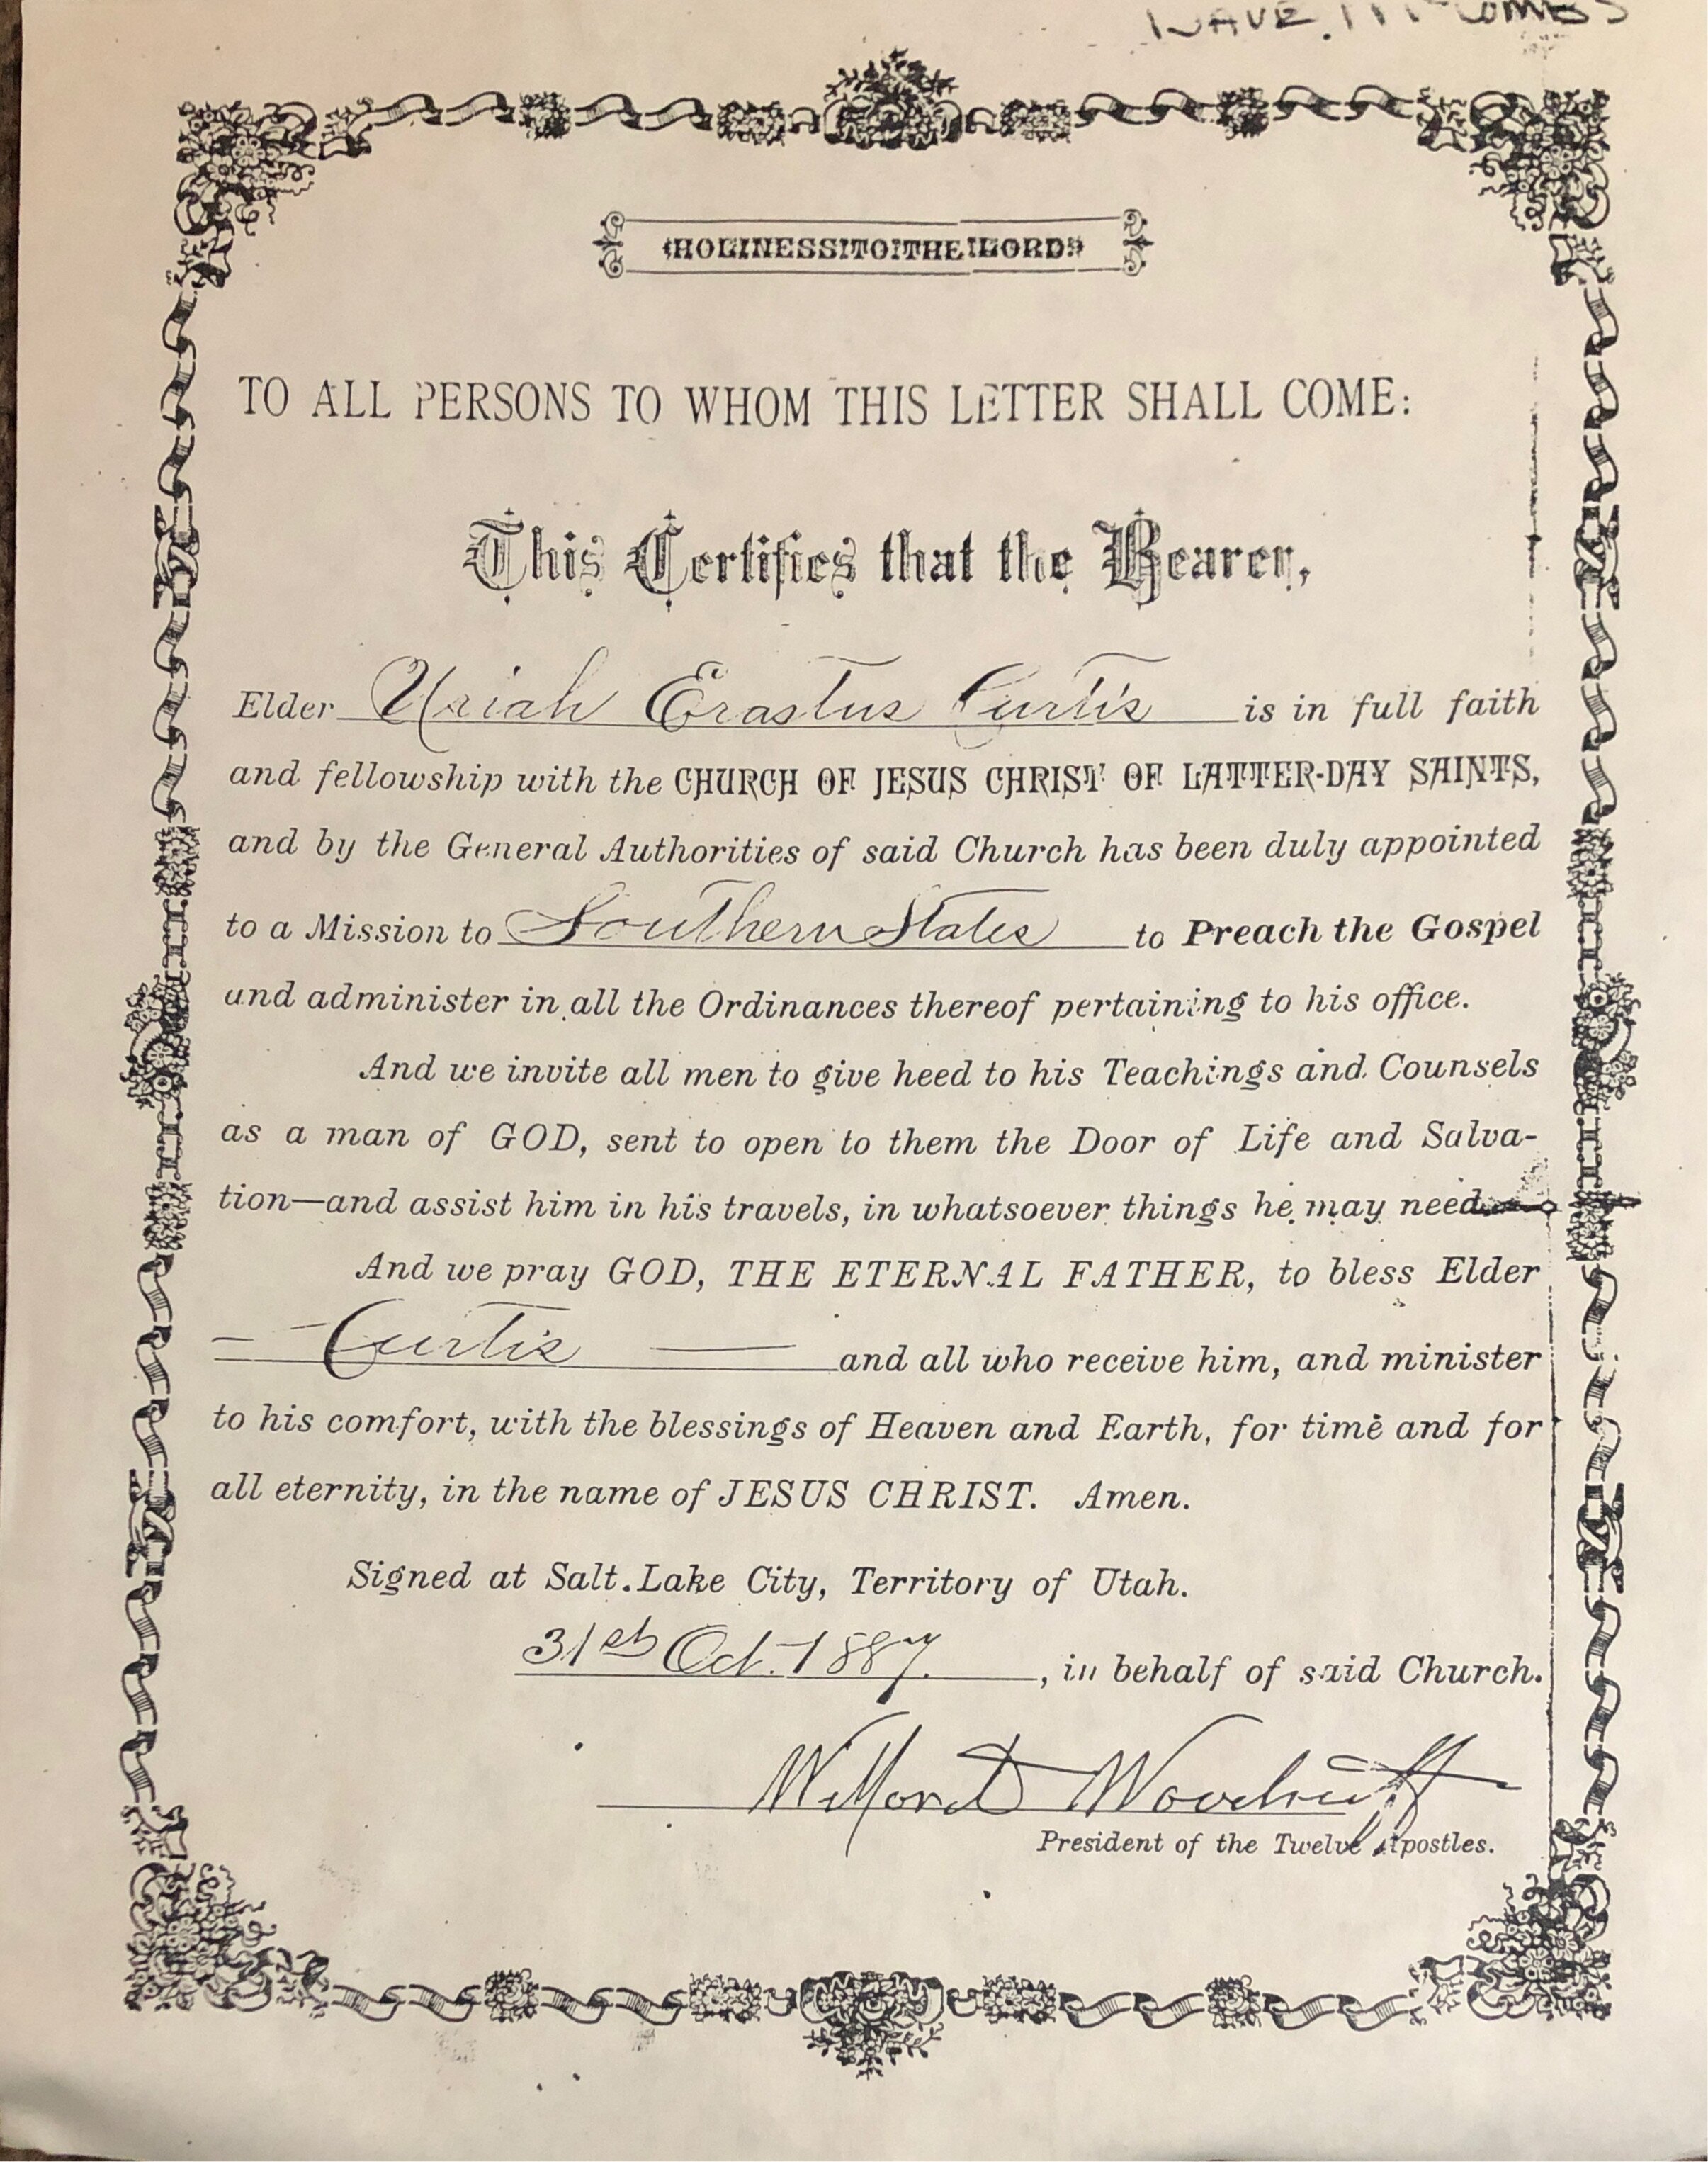 HOLINESS TO THE LORD
TO ALL PERSONS TO WHOM THIS LETTER SHALL COME:
This Certifies that the Bearer,
Elder Uriah Erastus Curtis is in full faith
and fellowship with the CHURCH OF JESUS CHRIST OF LATTER-DAY SAINTS,
and by the General Authorities of said Church has been duly appointed
to a Mission to Southern States to Preach the Gospel
and administer in all the Ordinances thereof pertaining to his office.
And we invite all men to give heed to his Teachings and Counsels
as a man of GOD, sent to open to them the Door of Life and Salva-
tion—and assist him in his travels, in whatsoever things he may need.
And we pray GOD, THE ETERNAL FATHER, to bless Elder
Curtis and all who receive him, and minister
to his comfort, with the blessings of Heaven and Earth, for time and for
all eternity, in the name of JESUS CHRIST. Amen.
Signed at Salt Lake City, Territory of Utah.
31st Oct. 1887., in behalf of said Church.
Wilford Woodruff
President of the Twelve Apostles.